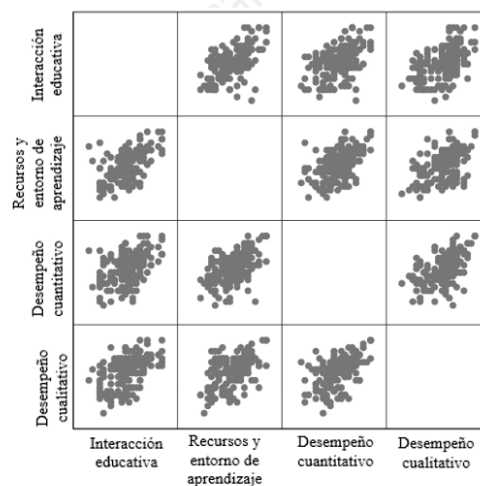 Interacción
educativa
Recursos y
entorno de
aprendizaje
Desempeño
cuantitativo
Desempeño
cualitativo
Interacción
educativa
Recursos y
entorno de
aprendizaje
Desempeño
cuantitativo
Desempeño
cualitativo